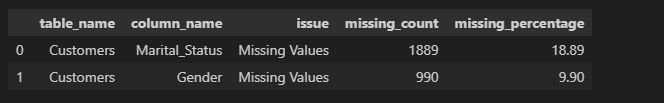 table_name column_name issue missing_count missing_percentage
0 Customers Marital_Status Missing Values 1889 18.89
1 Customers Gender Missing Values 990 9.90